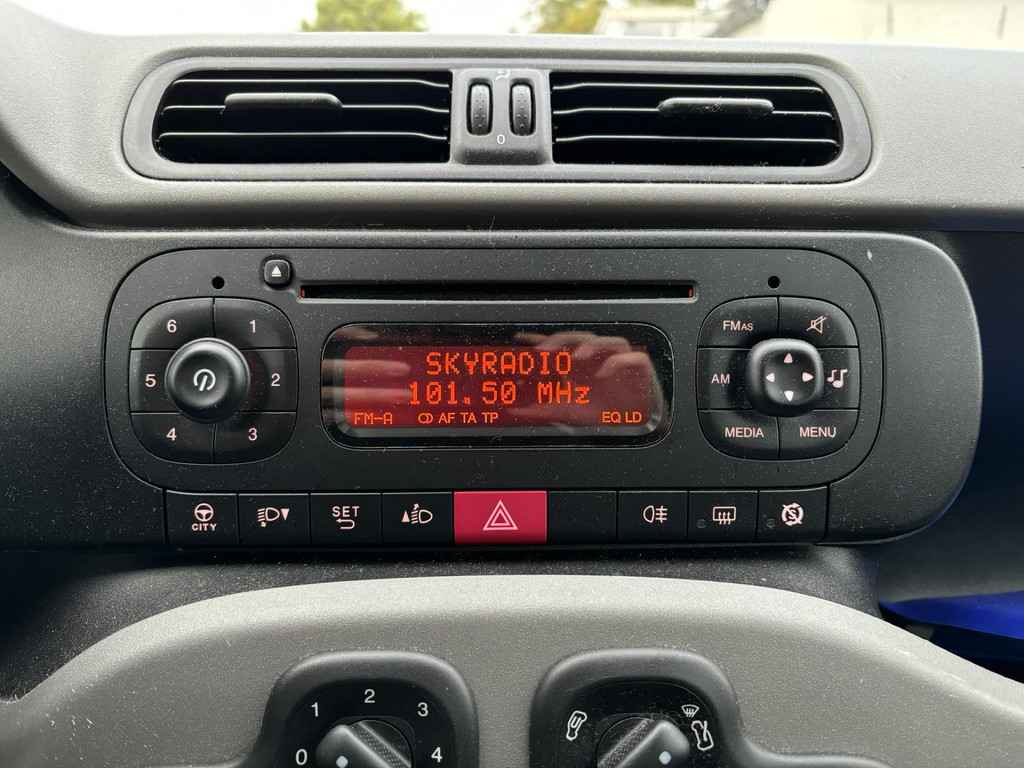 0
6 1
5 2
4 3
SKYRADIO
101.50 MHz
FM-A AF TA TP EQ LD
FMAS
AM
MEDIA MENU
CITY
SET
0 1 2 3 4